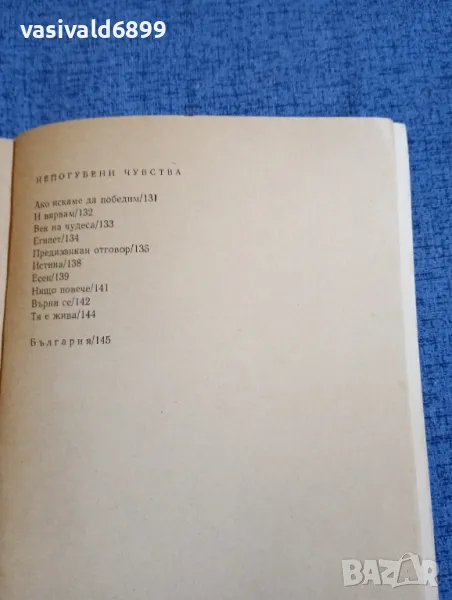 vasivald6899
НЕПОГУБЕНИ ЧУВСТВА
Ако искаме да победим/131
И вярвам/132
Век на чудеса/133
Египет/134
Предизвикан отговор/135
Истина/138
Есен/139
Нищо повече/141
Върни се/142
Тя е жива/144
България/145
BAZAR